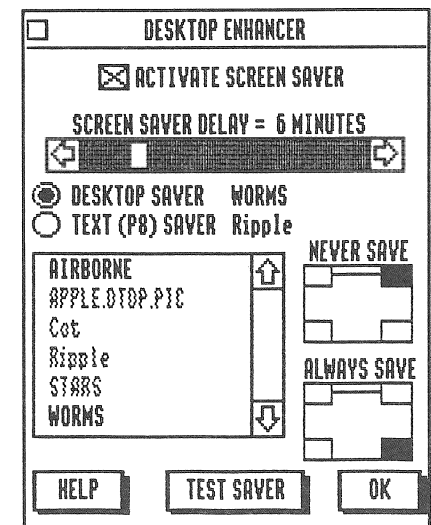 DESKTOP ENHANCER
ACTIVATE SCREEN SAVER
SCREEN SAVER DELAY = 6 MINUTES
DESKTOP SAVER WORMS
TEXT (P8) SAVER Ripple
NEVER SAVE
AIRBORNE
APPLE.DTOP.PIC
Cat
Ripple
STARS
WORMS
ALWAYS SAVE
HELP
TEST SAVER
OK